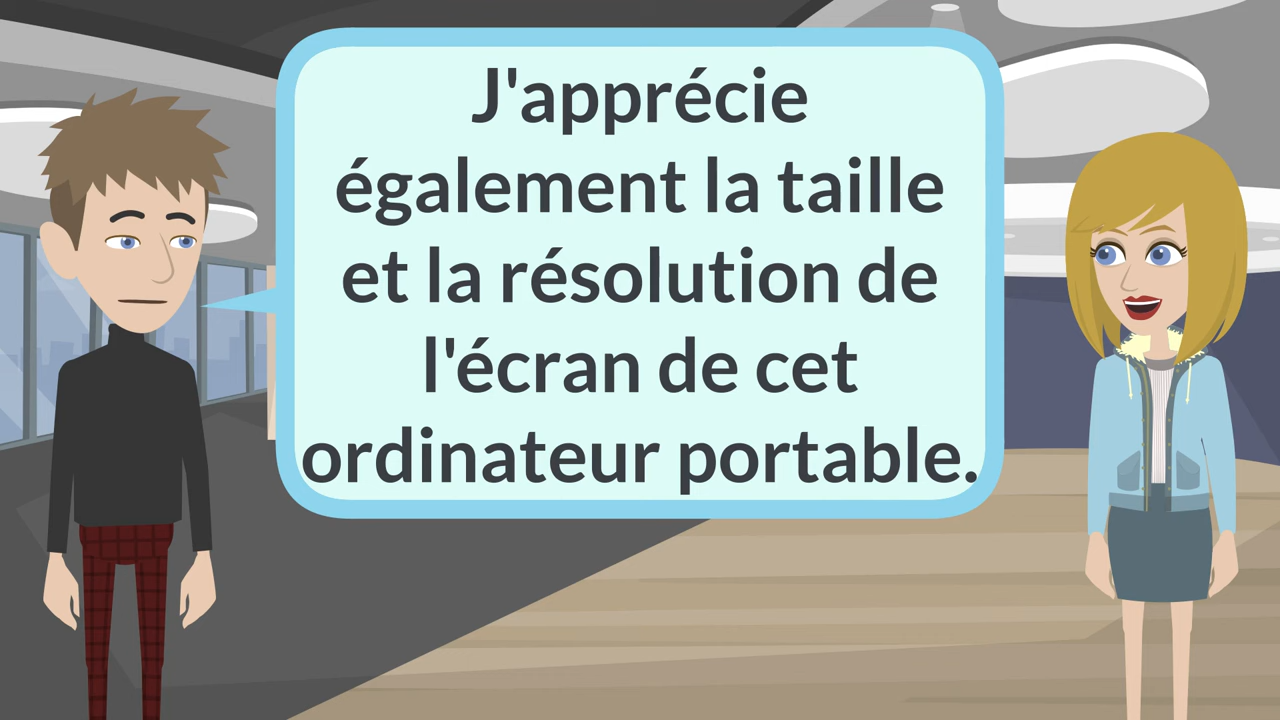 J'apprécie
également la taille
et la résolution de
l'écran de cet
ordinateur portable.